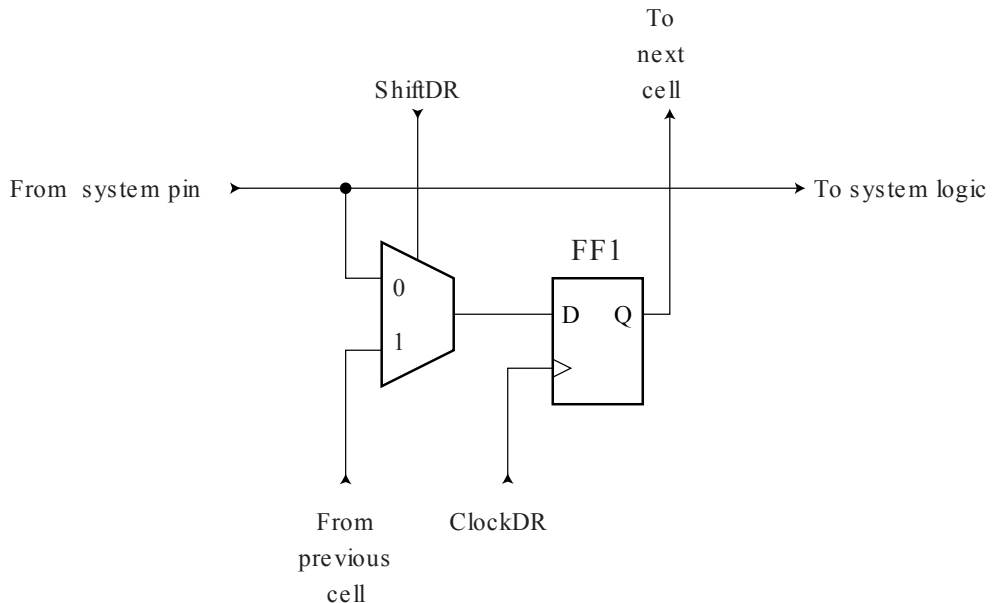 To
next
cell
ShiftDR
From system pin
To system logic
FF1
0
D Q
1
From
previous
cell
ClockDR